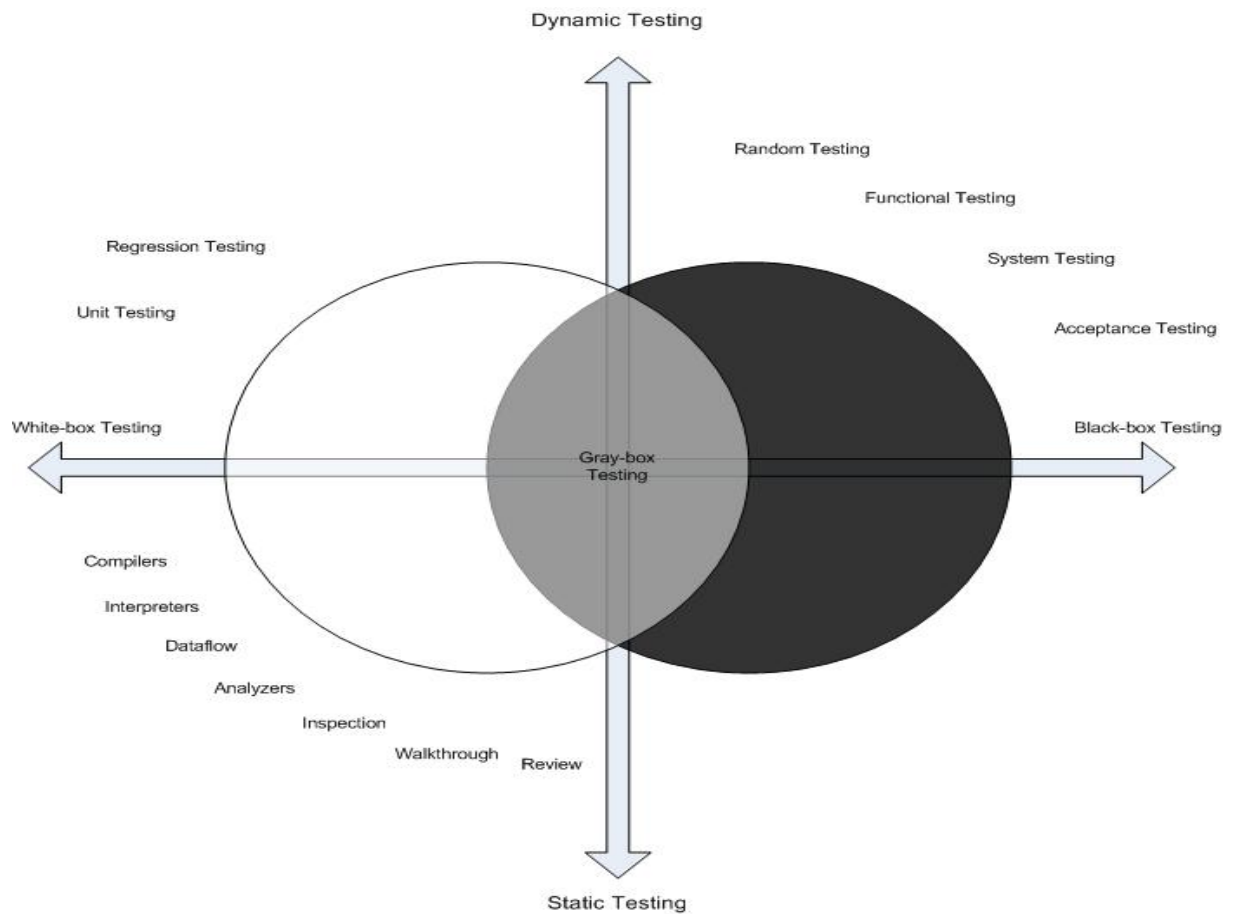 Dynamic Testing
Random Testing
Functional Testing
Regression Testing
System Testing
Unit Testing
Acceptance Testing
White-box Testing
Black-box Testing
Gray-box
Testing
Compilers
Interpreters
Dataflow
Analyzers
Inspection
Walkthrough
Review
Static Testing